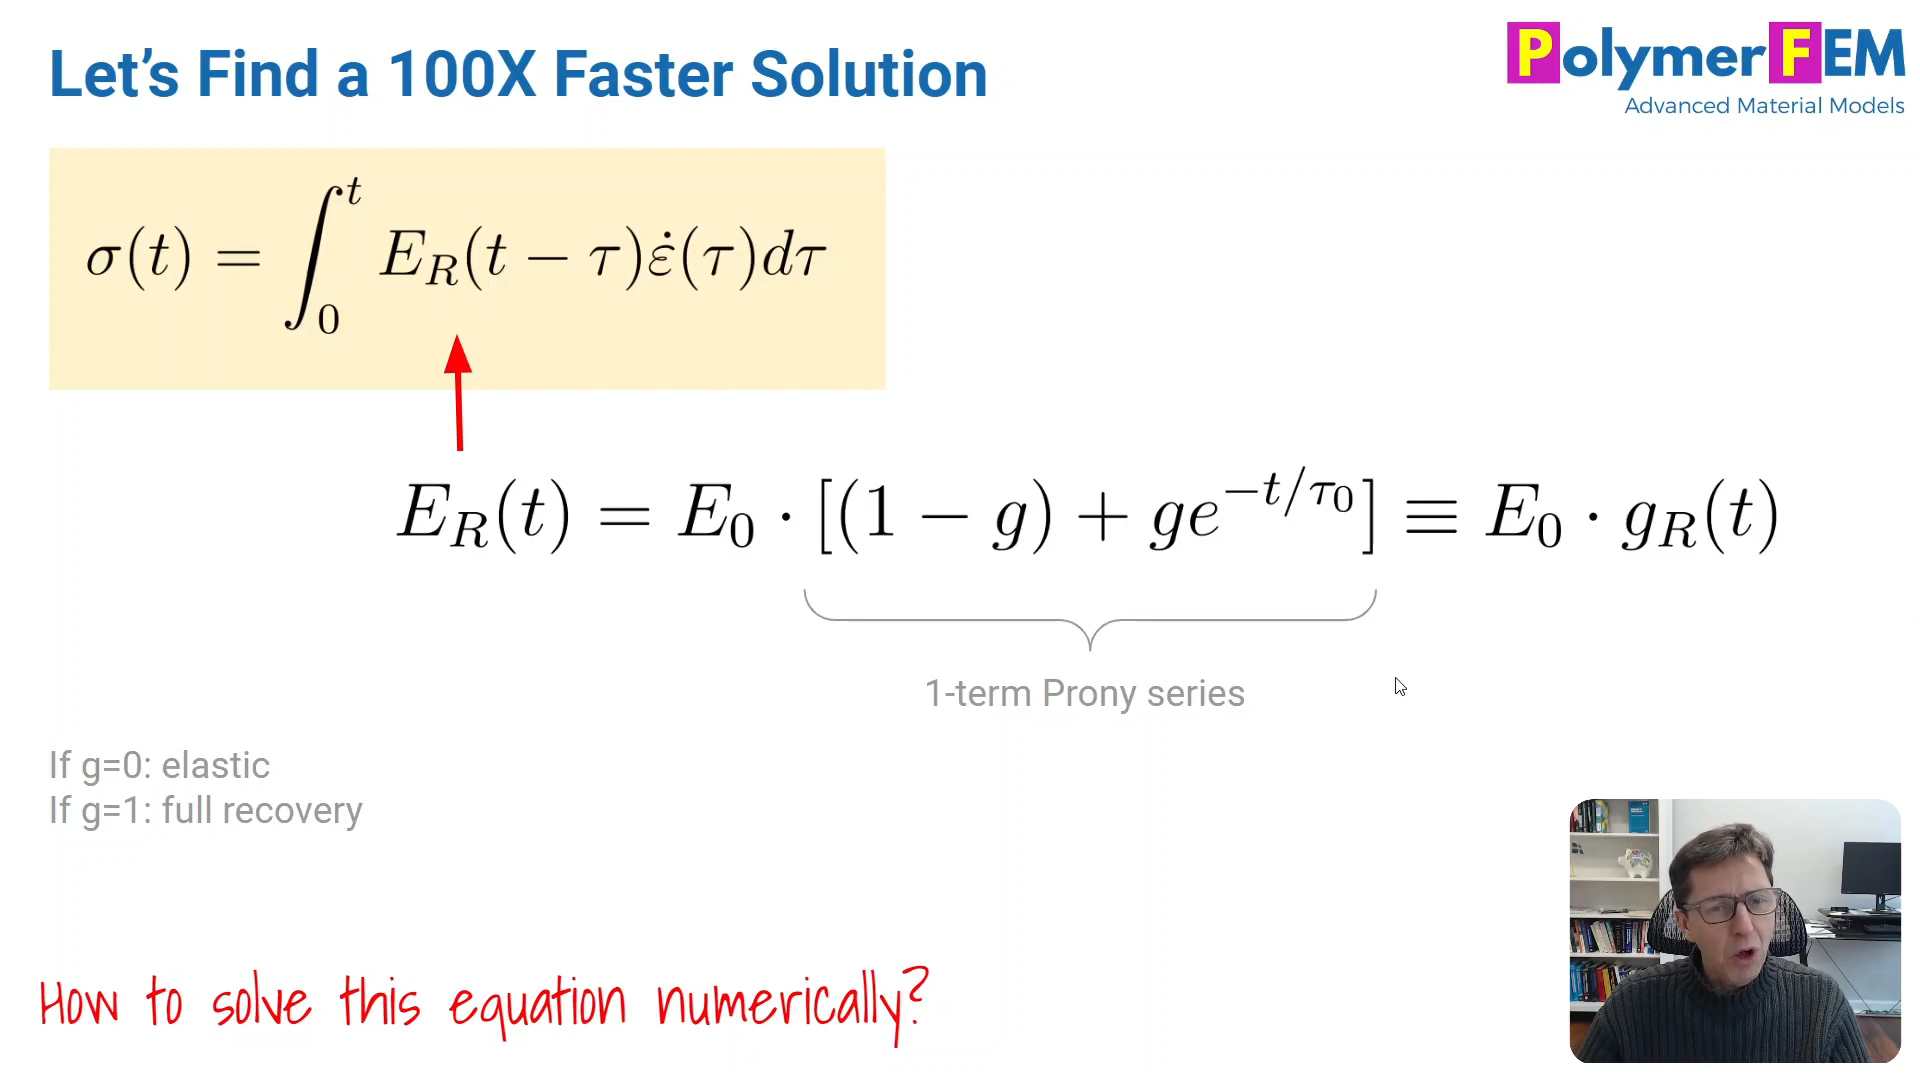 Let's Find a 100X Faster Solution
PolymerFEM
Advanced Material Models
σ(t) = ∫₀ᵗ E_R(t − τ)ε̇(τ)dτ
E_R(t) = E₀ · [(1 − g) + ge^{−t/τ₀}] ≡ E₀ · g_R(t)
1-term Prony series
If g=0: elastic
If g=1: full recovery
How to solve this equation numerically?